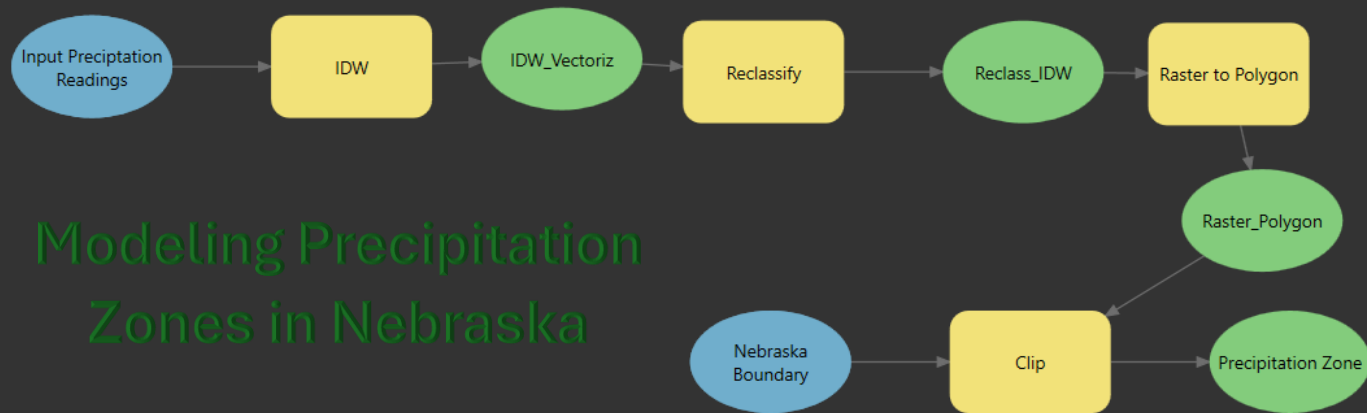 Input Preciptation
Readings
IDW
IDW_Vectoriz
Reclassify
Reclass_IDW
Raster to Polygon
Raster_Polygon
Modeling Precipitation
Zones in Nebraska
Nebraska
Boundary
Clip
Precipitation Zone